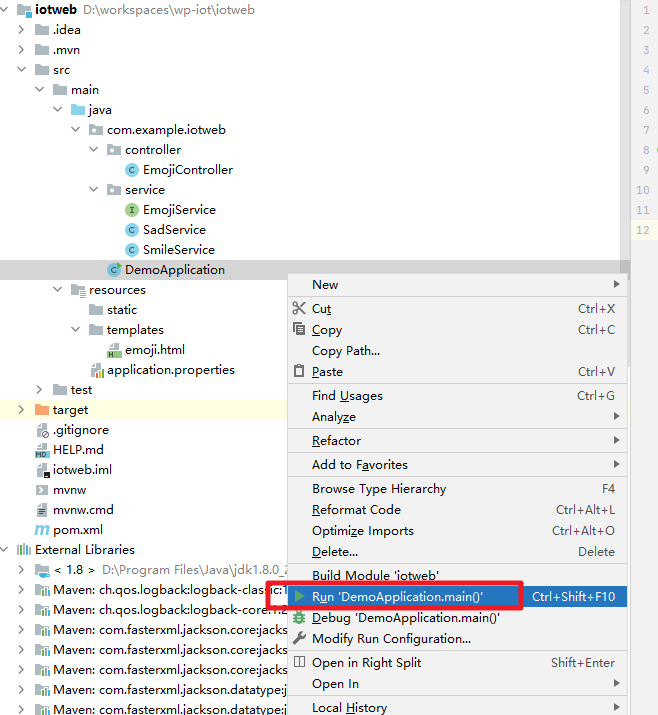 iotweb D:\workspaces\wp-iot\iotweb
.idea
.mvn
src
main
java
com.example.iotweb
controller
EmojiController
service
EmojiService
SadService
SmileService
DemoApplication
resources
static
templates
emoji.html
application.properties
test
target
.gitignore
HELP.md
iotweb.iml
mvnw
mvnw.cmd
pom.xml
External Libraries
< 1.8 > D:\Program Files\Java\jdk1.8.0_2
Maven: ch.qos.logback:logback-classic:1
Maven: ch.qos.logback:logback-core:1.2
Maven: com.fasterxml.jackson.core:jacks
Maven: com.fasterxml.jackson.core:jacks
Maven: com.fasterxml.jackson.core:jacks
Maven: com.fasterxml.jackson.datatype:j
Maven: com.fasterxml.jackson.datatype:j
New
Cut Ctrl+X
Copy Ctrl+C
Copy Path...
Paste Ctrl+V
Find Usages Ctrl+G
Analyze
Refactor
Add to Favorites
Browse Type Hierarchy F4
Reformat Code Ctrl+Alt+L
Optimize Imports Ctrl+Alt+O
Delete... Delete
Build Module 'iotweb'
Run 'DemoApplication.main()' Ctrl+Shift+F10
Debug 'DemoApplication.main()'
Modify Run Configuration...
Open in Right Split Shift+Enter
Open In
Local History
1
2
3
4
5
6
7
8
9
10
11
12